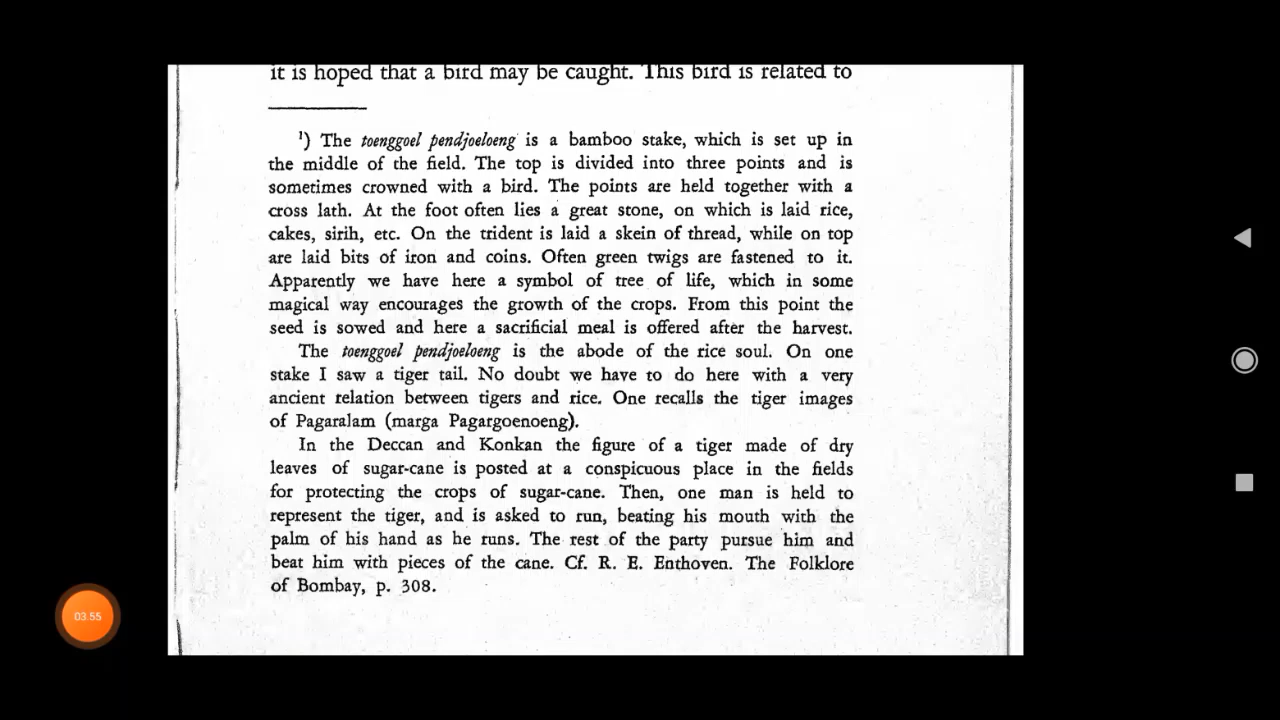 it is hoped that a bird may be caught. This bird is related to
¹) The toenggoel pendjoeloeng is a bamboo stake, which is set up in
the middle of the field. The top is divided into three points and is
sometimes crowned with a bird. The points are held together with a
cross lath. At the foot often lies a great stone, on which is laid rice,
cakes, sirih, etc. On the trident is laid a skein of thread, while on top
are laid bits of iron and coins. Often green twigs are fastened to it.
Apparently we have here a symbol of tree of life, which in some
magical way encourages the growth of the crops. From this point the
seed is sowed and here a sacrificial meal is offered after the harvest.
The toenggoel pendjoeloeng is the abode of the rice soul. On one
stake I saw a tiger tail. No doubt we have to do here with a very
ancient relation between tigers and rice. One recalls the tiger images
of Pagaralam (marga Pagargoenoeng).
In the Deccan and Konkan the figure of a tiger made of dry
leaves of sugar-cane is posted at a conspicuous place in the fields
for protecting the crops of sugar-cane. Then, one man is held to
represent the tiger, and is asked to run, beating his mouth with the
palm of his hand as he runs. The rest of the party pursue him and
beat him with pieces of the cane. Cf. R. E. Enthoven. The Folklore
of Bombay, p. 308.
03:55